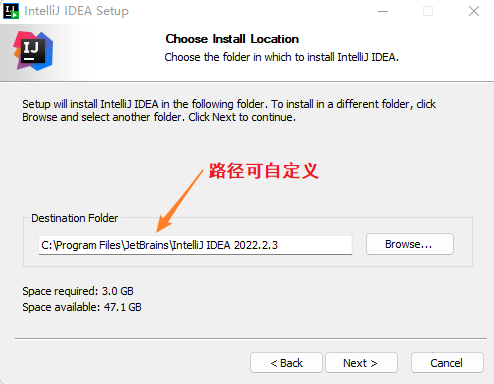 IntelliJ IDEA Setup
IJ
Choose Install Location
Choose the folder in which to install IntelliJ IDEA.
Setup will install IntelliJ IDEA in the following folder. To install in a different folder, click
Browse and select another folder. Click Next to continue.
路径可自定义
Destination Folder
C:\Program Files\JetBrains\IntelliJ IDEA 2022.2.3
Browse...
Space required: 3.0 GB
Space available: 47.1 GB
< Back
Next >
Cancel